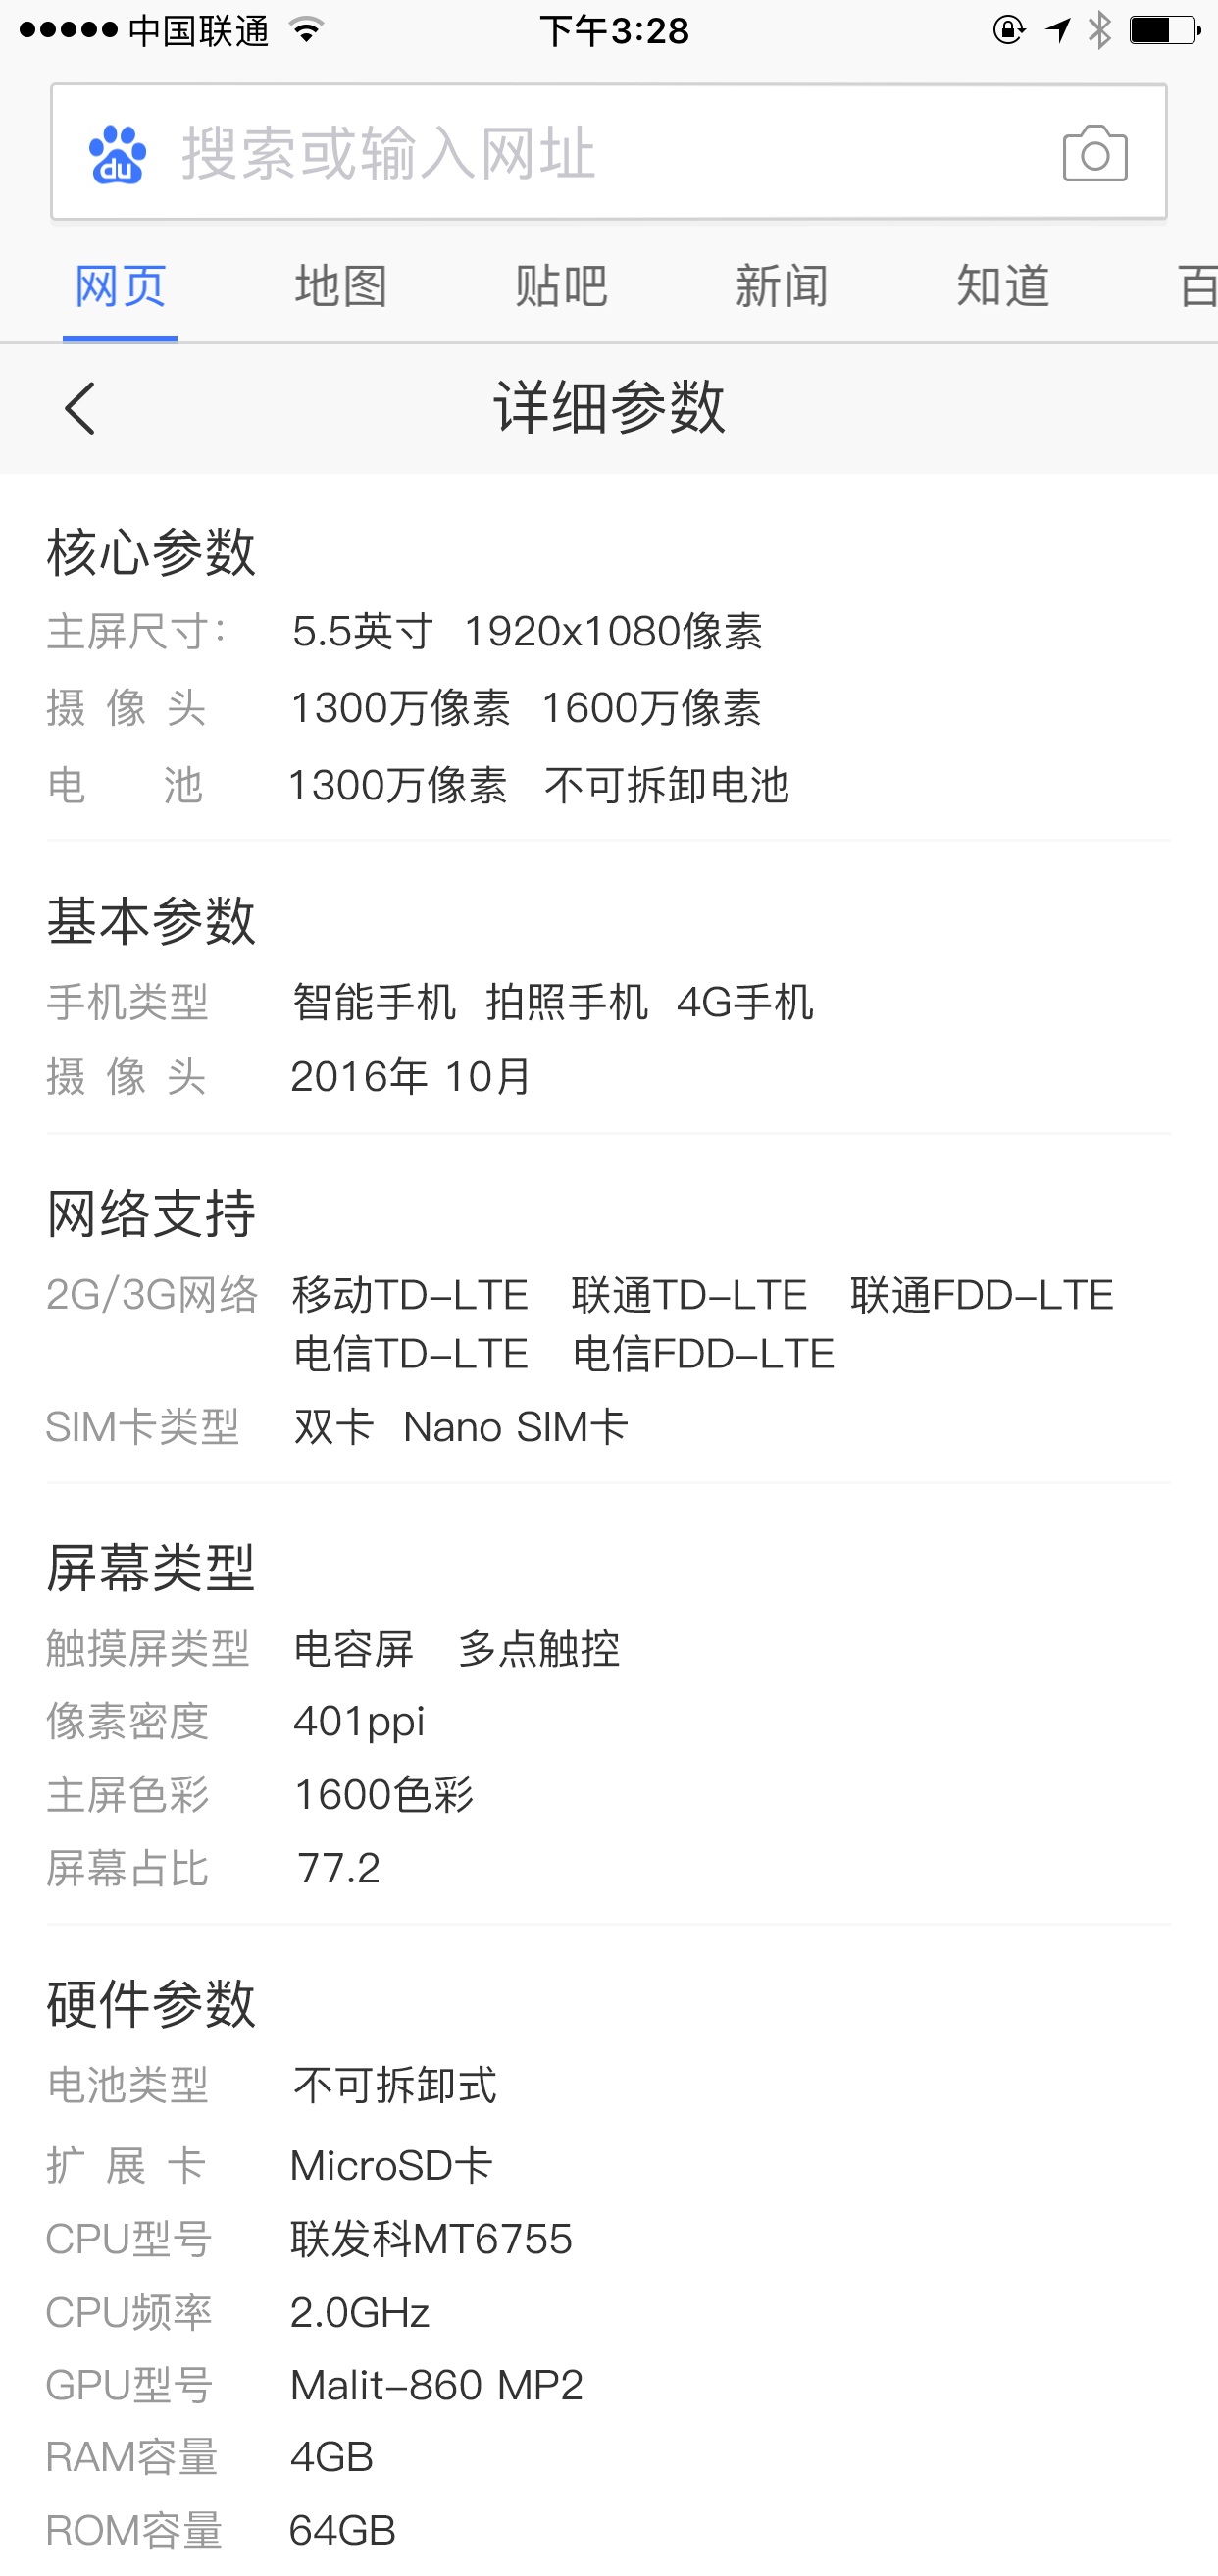 中国联通 下午3:28
du 搜索或输入网址
网页 地图 贴吧 新闻 知道 百
详细参数
核心参数
主屏尺寸： 5.5英寸 1920x1080像素
摄 像 头 1300万像素 1600万像素
电 池 1300万像素 不可拆卸电池
基本参数
手机类型 智能手机 拍照手机 4G手机
摄 像 头 2016年 10月
网络支持
2G/3G网络 移动TD-LTE 联通TD-LTE 联通FDD-LTE
电信TD-LTE 电信FDD-LTE
SIM卡类型 双卡 Nano SIM卡
屏幕类型
触摸屏类型 电容屏 多点触控
像素密度 401ppi
主屏色彩 1600色彩
屏幕占比 77.2
硬件参数
电池类型 不可拆卸式
扩 展 卡 MicroSD卡
CPU型号 联发科MT6755
CPU频率 2.0GHz
GPU型号 Malit-860 MP2
RAM容量 4GB
ROM容量 64GB